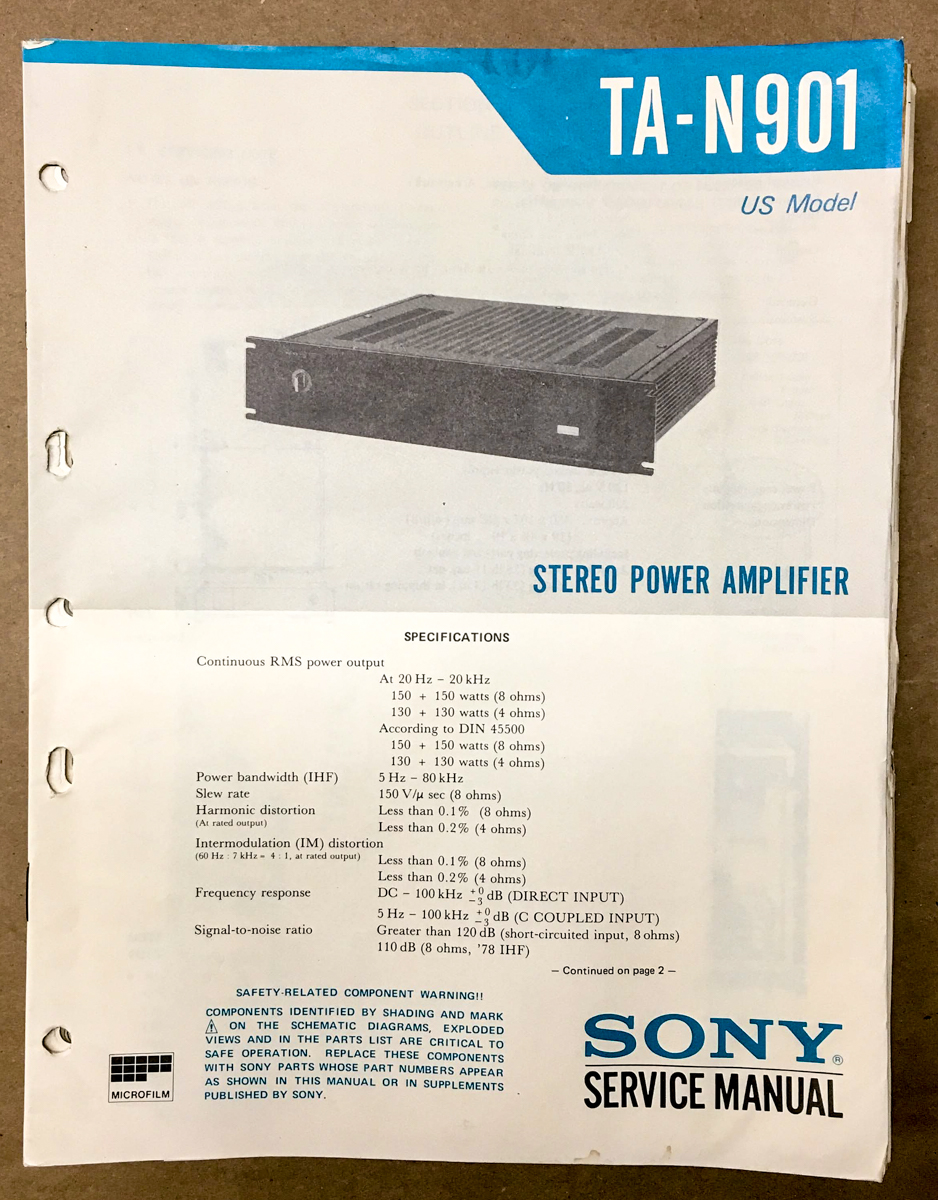 TA-N901
US Model
STEREO POWER AMPLIFIER
SPECIFICATIONS
Continuous RMS power output
At 20 Hz – 20 kHz
150 + 150 watts (8 ohms)
130 + 130 watts (4 ohms)
According to DIN 45500
150 + 150 watts (8 ohms)
130 + 130 watts (4 ohms)
Power bandwidth (IHF) 5 Hz – 80 kHz
Slew rate 150 V/μ sec (8 ohms)
Harmonic distortion Less than 0.1% (8 ohms)
(At rated output) Less than 0.2% (4 ohms)
Intermodulation (IM) distortion
(60 Hz : 7 kHz = 4 : 1, at rated output) Less than 0.1% (8 ohms)
Less than 0.2% (4 ohms)
Frequency response DC – 100 kHz +0 −3 dB (DIRECT INPUT)
5 Hz – 100 kHz +0 −3 dB (C COUPLED INPUT)
Signal-to-noise ratio Greater than 120 dB (short-circuited input, 8 ohms)
110 dB (8 ohms, '78 IHF)
– Continued on page 2 –
SAFETY-RELATED COMPONENT WARNING!!
COMPONENTS IDENTIFIED BY SHADING AND MARK
⚠ ON THE SCHEMATIC DIAGRAMS, EXPLODED
VIEWS AND IN THE PARTS LIST ARE CRITICAL TO
SAFE OPERATION. REPLACE THESE COMPONENTS
WITH SONY PARTS WHOSE PART NUMBERS APPEAR
AS SHOWN IN THIS MANUAL OR IN SUPPLEMENTS
PUBLISHED BY SONY.
MICROFILM
SONY®
SERVICE MANUAL